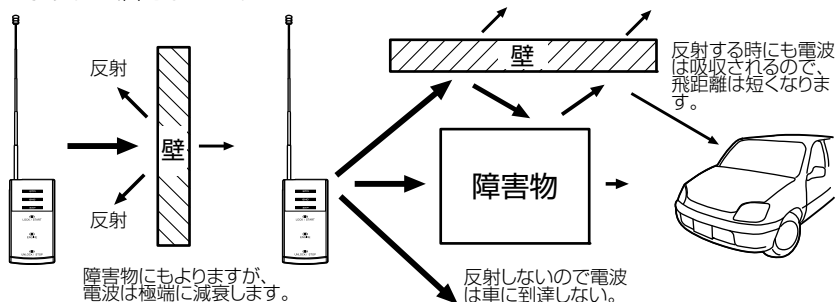 反射
壁
反射
障害物にもよりますが、
電波は極端に減衰します。
壁
反射する時にも電波
は吸収されるので、
飛距離は短くなりま
す。
障害物
反射しないので電波
は車に到達しない。